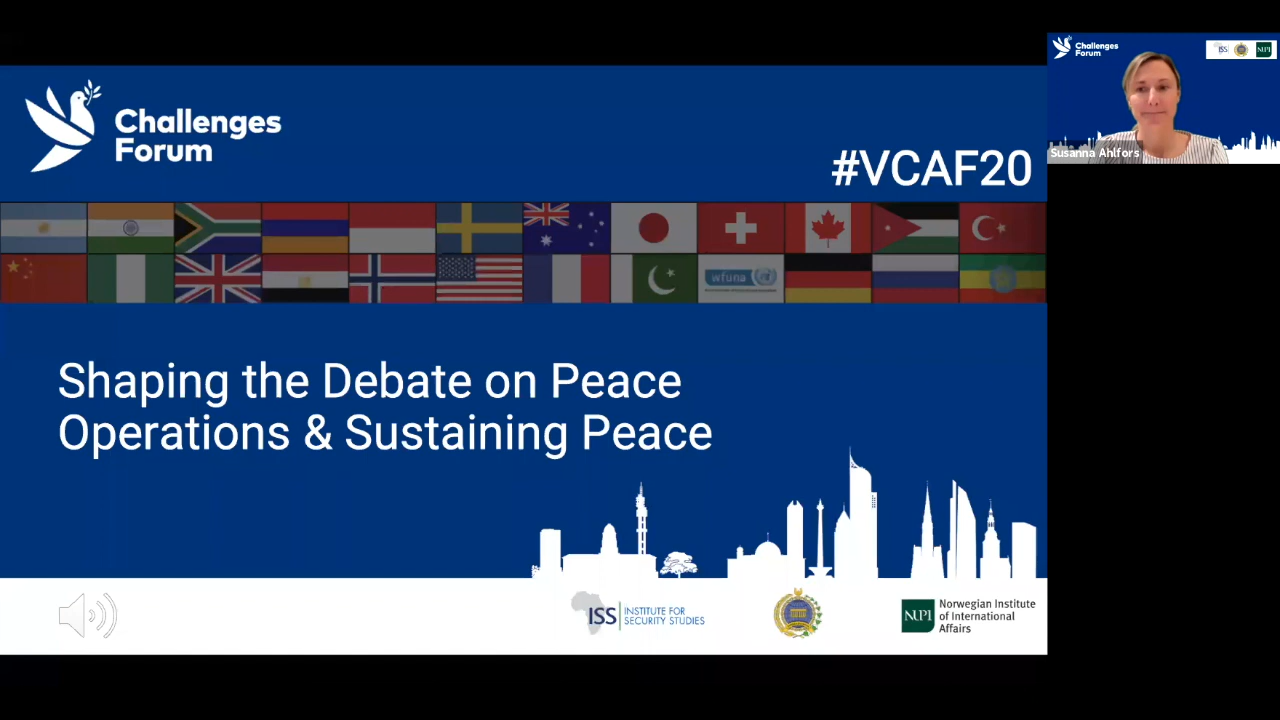 Challenges
Forum
#VCAF20
wfuna
Shaping the Debate on Peace
Operations & Sustaining Peace
ISS
INSTITUTE FOR
SECURITY STUDIES
NUPI
Norwegian Institute
of International
Affairs
Challenges
Forum
ISS
NUPI
Susanna Ahlfors